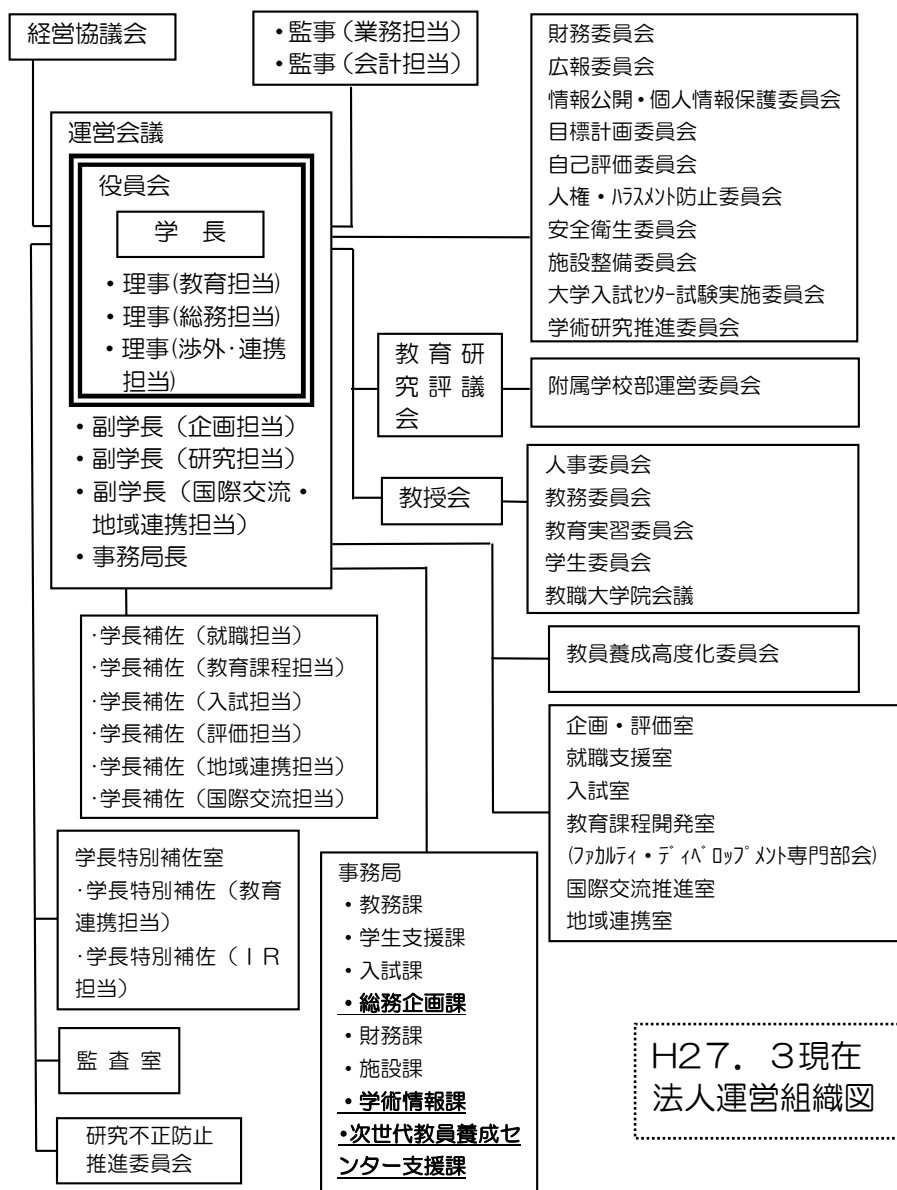 経営協議会
・監事(業務担当)
・監事(会計担当)
財務委員会
広報委員会
情報公開・個人情報保護委員会
目標計画委員会
自己評価委員会
人権・ハラスメント防止委員会
安全衛生委員会
施設整備委員会
大学入試センター試験実施委員会
学術研究推進委員会
運営会議
役員会
学 長
・理事(教育担当)
・理事(総務担当)
・理事(渉外・連携
担当)
・副学長(企画担当)
・副学長(研究担当)
・副学長(国際交流・
地域連携担当)
・事務局長
教育研
究評議
会
附属学校部運営委員会
教授会
人事委員会
教務委員会
教育実習委員会
学生委員会
教職大学院会議
教員養成高度化委員会
・学長補佐(就職担当)
・学長補佐(教育課程担当)
・学長補佐(入試担当)
・学長補佐(評価担当)
・学長補佐(地域連携担当)
・学長補佐(国際交流担当)
企画・評価室
就職支援室
入試室
教育課程開発室
(ファカルティ・ディベロップメント専門部会)
国際交流推進室
地域連携室
学長特別補佐室
・学長特別補佐(教育
連携担当)
・学長特別補佐(IR
担当)
事務局
・教務課
・学生支援課
・入試課
・総務企画課
・財務課
・施設課
・学術情報課
・次世代教員養成セ
ンター支援課
監 査 室
研究不正防止
推進委員会
H27.3現在
法人運営組織図